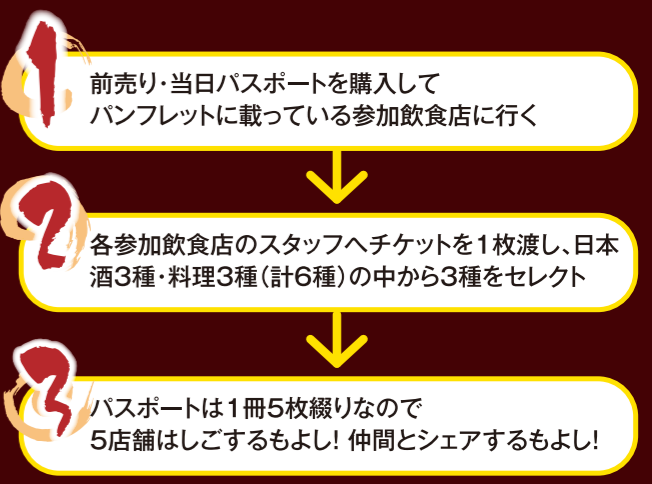 1
前売り・当日パスポートを購入して
パンフレットに載っている参加飲食店に行く
2
各参加飲食店のスタッフへチケットを1枚渡し、日本
酒3種・料理3種（計6種）の中から3種をセレクト
3
パスポートは1冊5枚綴りなので
5店舗はしごするもよし！仲間とシェアするもよし！